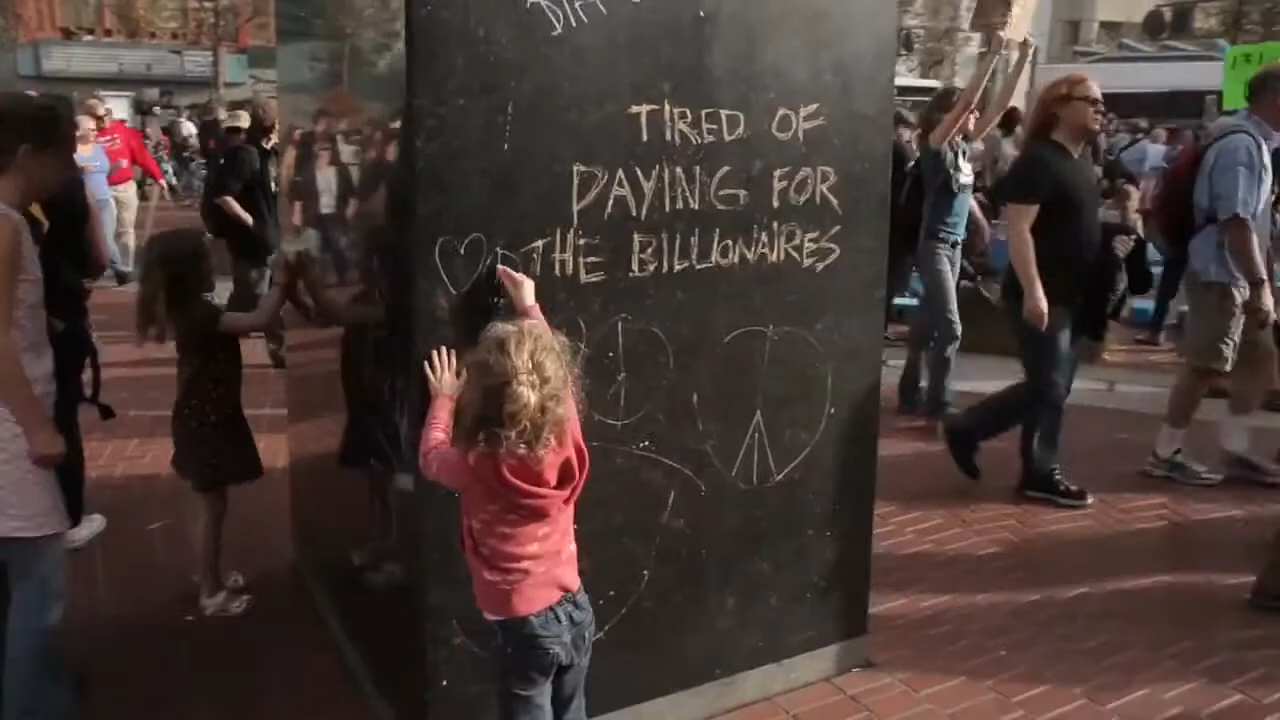 TIRED OF
PAYING FOR
THE BILLIONAIRES